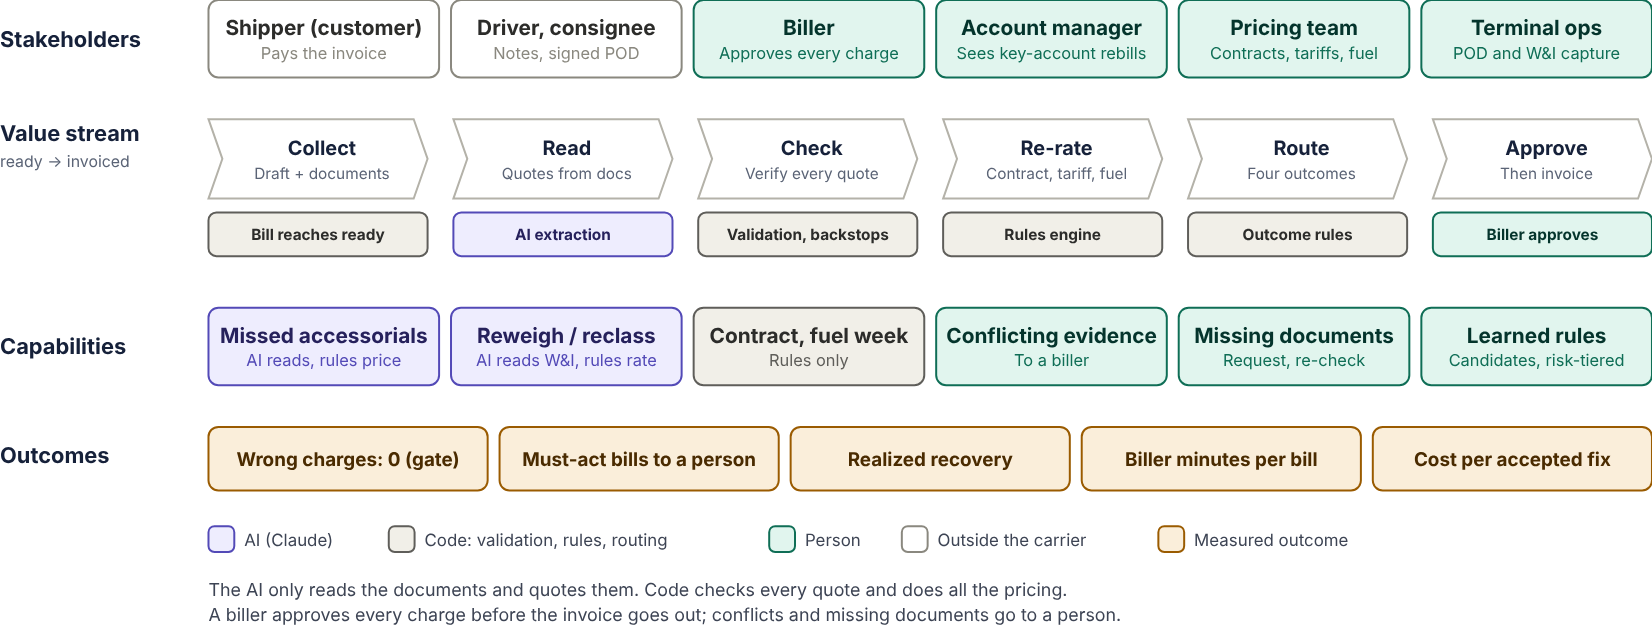 Stakeholders
Shipper (customer)
Pays the invoice
Driver, consignee
Notes, signed POD
Biller
Approves every charge
Account manager
Sees key-account rebills
Pricing team
Contracts, tariffs, fuel
Terminal ops
POD and W&I capture
Value stream
ready → invoiced
Collect
Draft + documents
Read
Quotes from docs
Check
Verify every quote
Re-rate
Contract, tariff, fuel
Route
Four outcomes
Approve
Then invoice
Bill reaches ready
AI extraction
Validation, backstops
Rules engine
Outcome rules
Biller approves
Capabilities
Missed accessorials
AI reads, rules price
Reweigh / reclass
AI reads W&I, rules rate
Contract, fuel week
Rules only
Conflicting evidence
To a biller
Missing documents
Request, re-check
Learned rules
Candidates, risk-tiered
Outcomes
Wrong charges: 0 (gate)
Must-act bills to a person
Realized recovery
Biller minutes per bill
Cost per accepted fix
AI (Claude)
Code: validation, rules, routing
Person
Outside the carrier
Measured outcome
The AI only reads the documents and quotes them. Code checks every quote and does all the pricing.
A biller approves every charge before the invoice goes out; conflicts and missing documents go to a person.